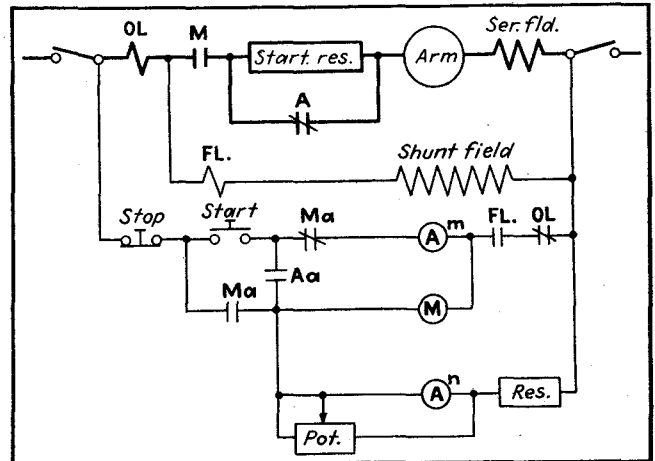 OL
M
Start. res.
Arm
Ser. fld.
A
FL.
Shunt field
Stop
Start
Ma
A m
FL.
OL
Aa
Ma
M
A n
Res.
Pot.